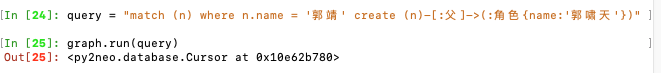 In [24]: query = "match (n) where n.name = '郭靖' create (n)-[:父]->(:角色{name:'郭啸天'})"
In [25]: graph.run(query)
Out[25]: <py2neo.database.Cursor at 0x10e62b780>